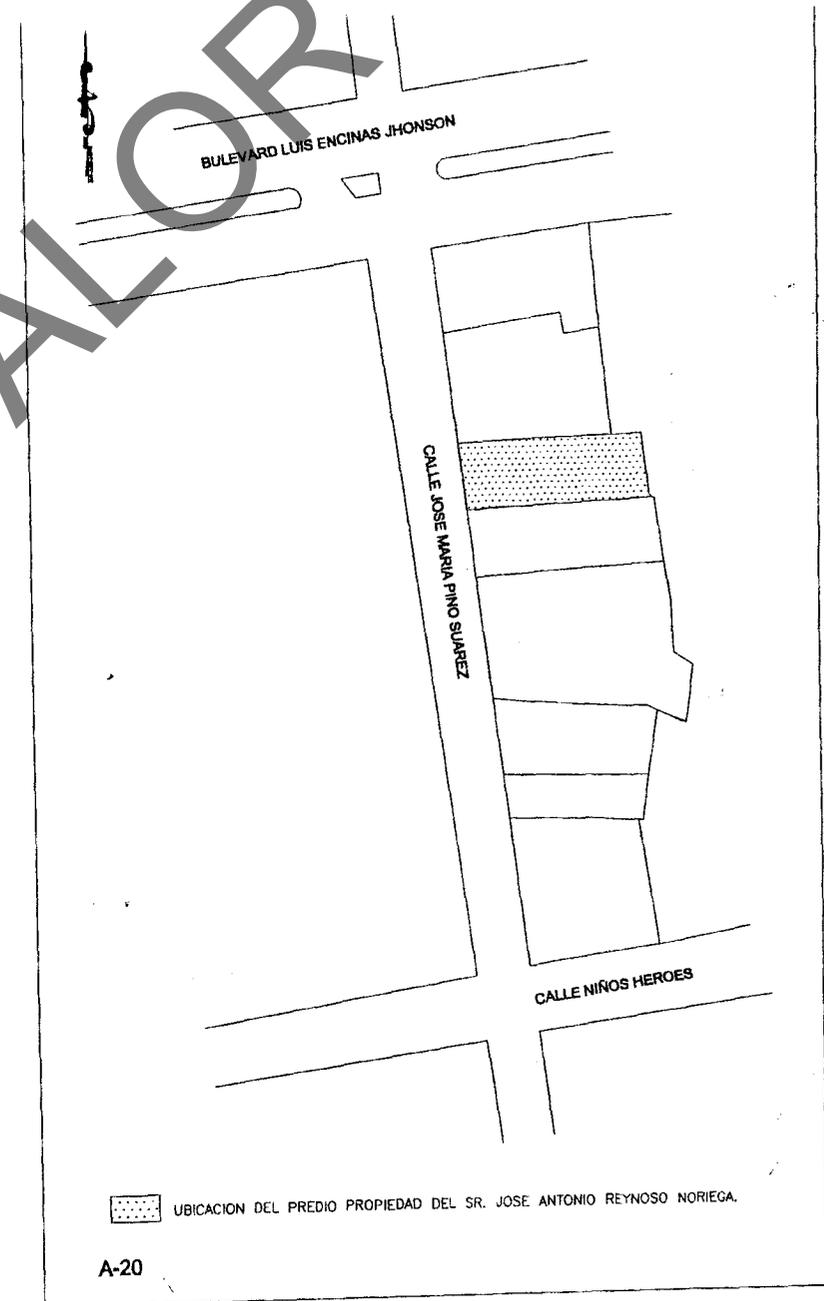 ALOR
BULEVARD LUIS ENCINAS JHONSON
CALLE JOSE MARIA PINO SUAREZ
CALLE NIÑOS HEROES
UBICACION DEL PREDIO PROPIEDAD DEL SR. JOSE ANTONIO REYNOSO NORIEGA.
A-20